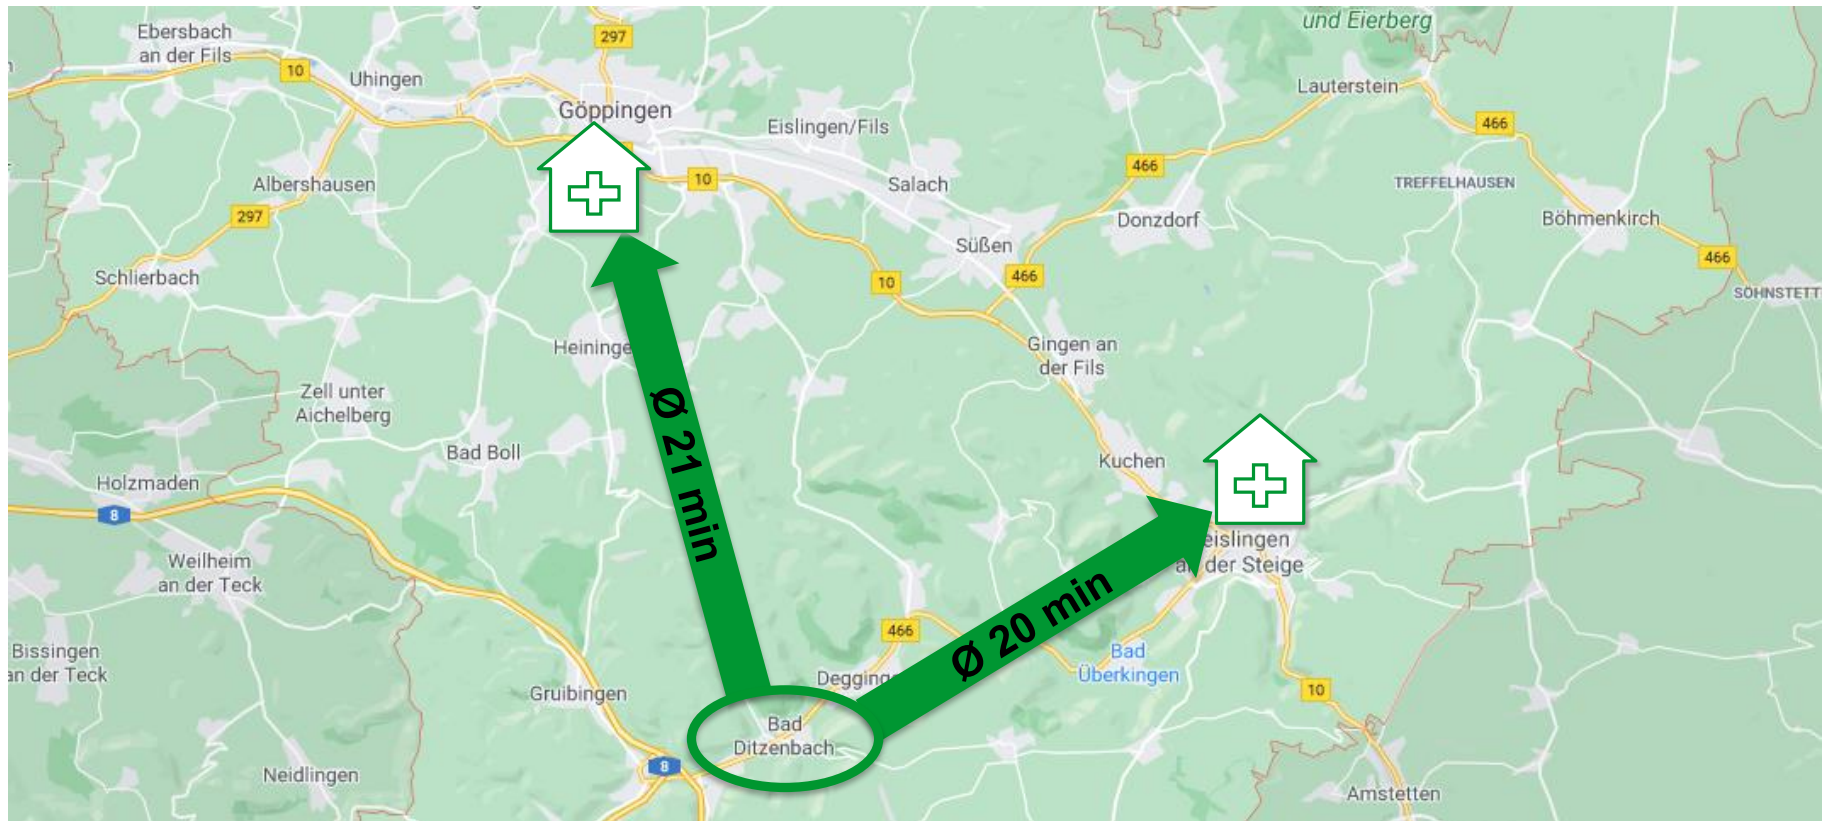 und Eierberg
Ebersbach
an der Fils
297
10
Uhingen
Lauterstein
Göppingen
Eislingen/Fils
466
466
10
Albershausen
Salach
TREFFELHAUSEN
297
Donzdorf
Böhmenkirch
Süßen
466
Schlierbach
10
466
SÖHNSTETT
Heininge
Gingen an
der Fils
Zell unter
Aichelberg
Ø 21 min
Bad Boll
Kuchen
Holzmaden
8
eislingen
an der Steige
Weilheim
an der Teck
Ø 20 min
466
Bissingen
an der Teck
Bad
Überkingen
Degging
Gruibingen
10
Bad
Ditzenbach
8
Neidlingen
Amstetten